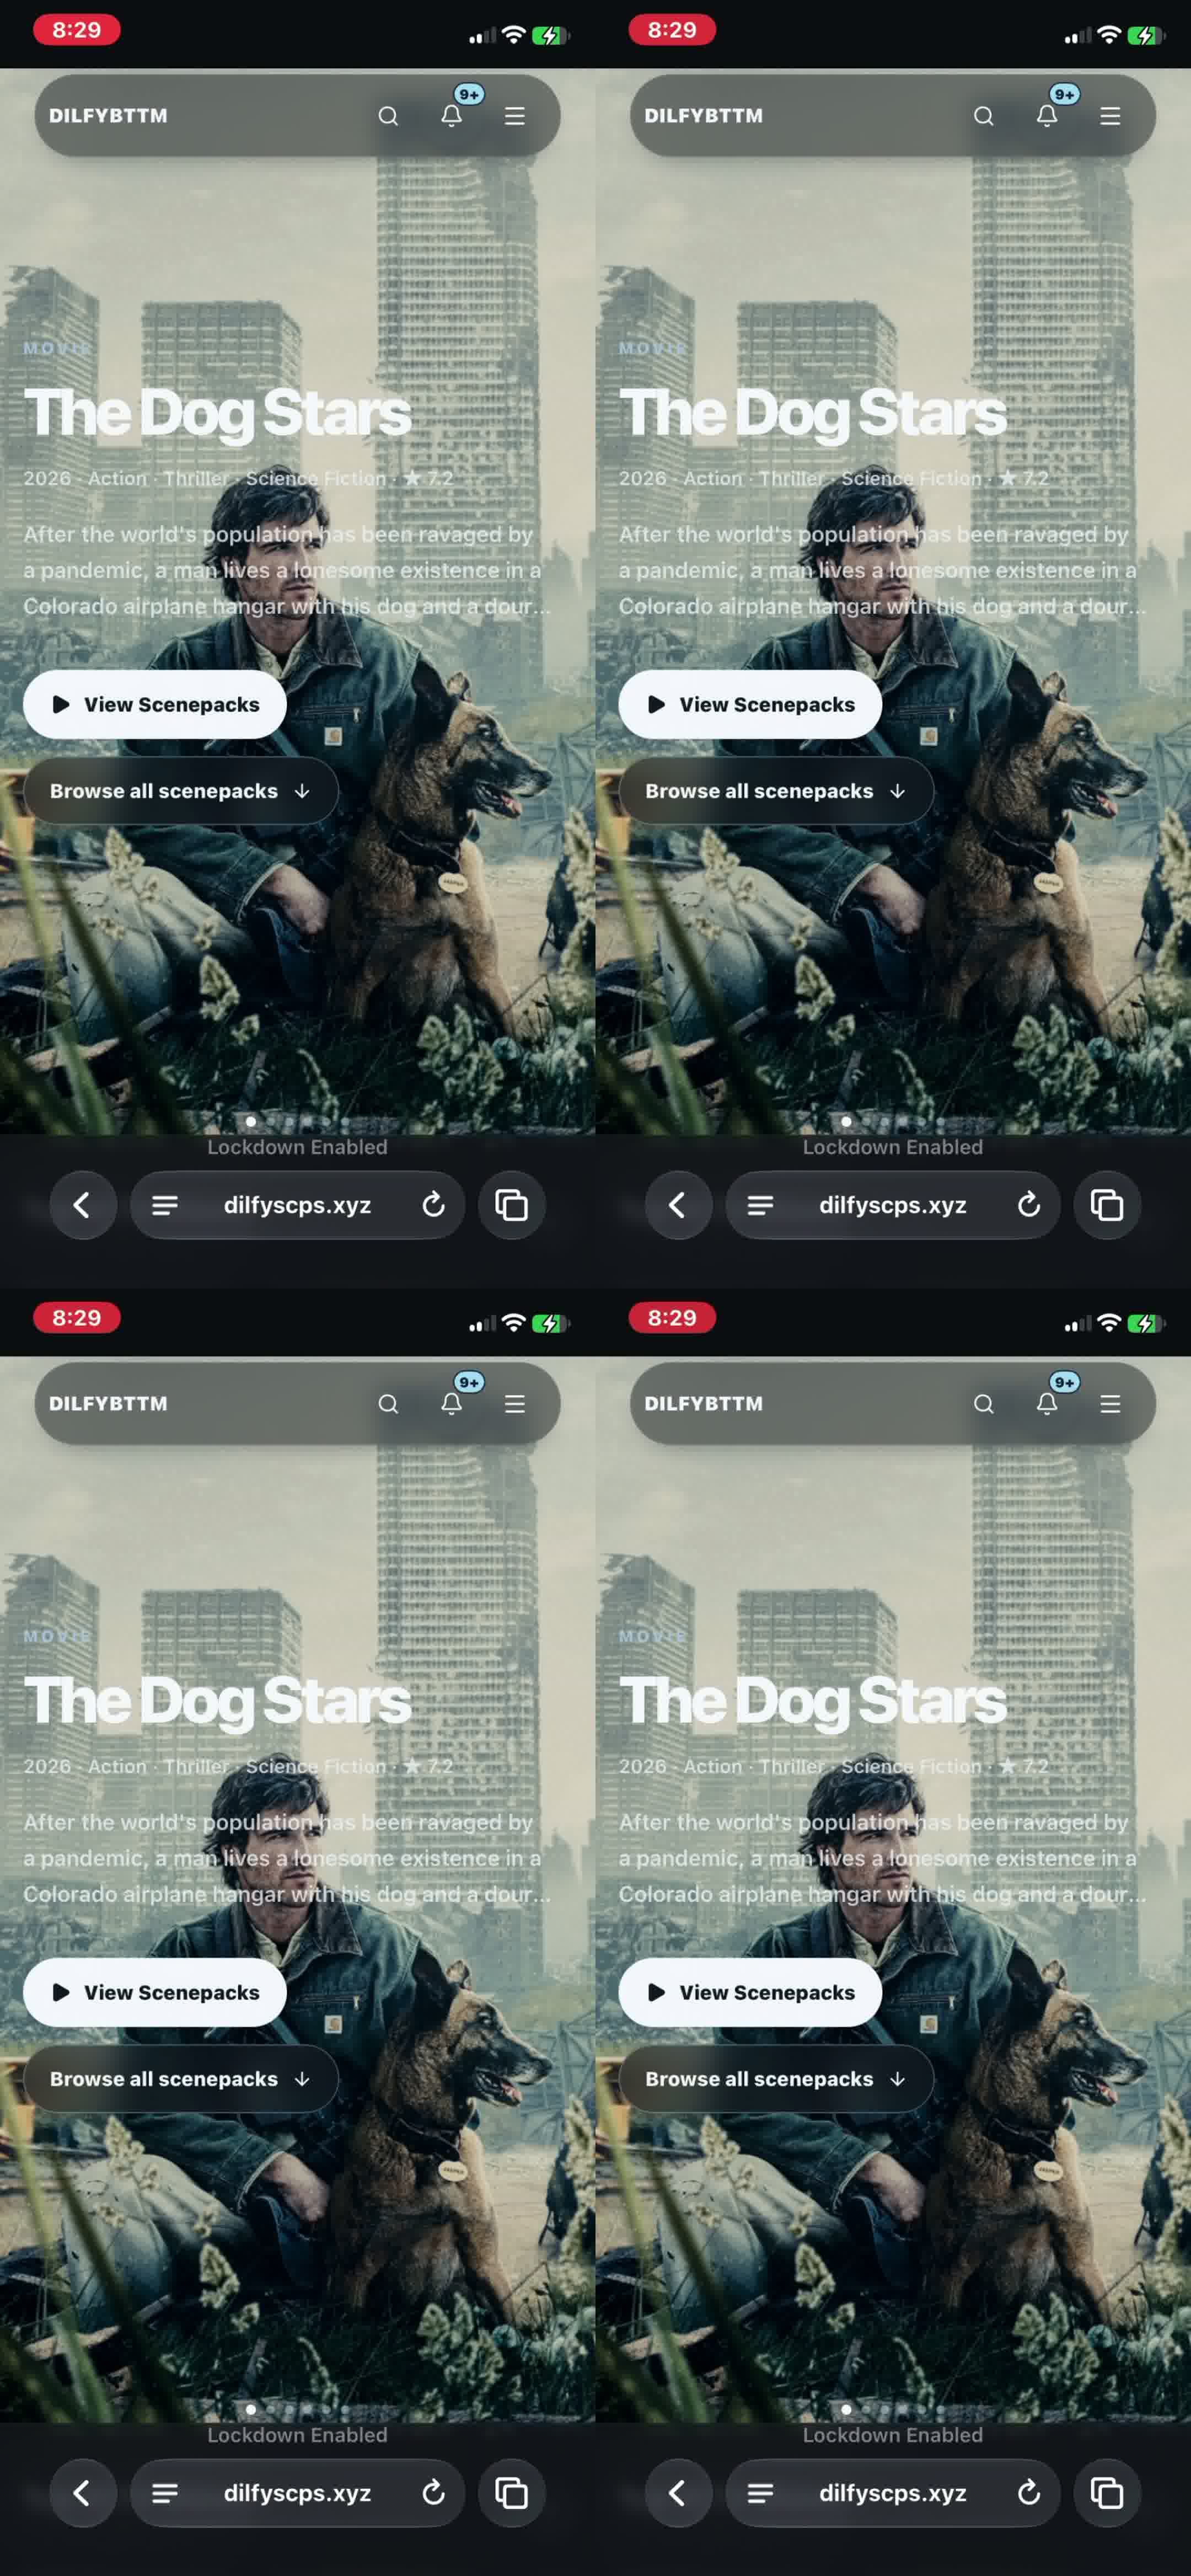 8:29
DILFYBTTM
9+
MOVIE
The Dog Stars
2026 · Action · Thriller · Science Fiction · ★ 7.2
After the world's population has been ravaged by
a pandemic, a man lives a lonesome existence in a
Colorado airplane hangar with his dog and a dour...
View Scenepacks
Browse all scenepacks ↓
Lockdown Enabled
dilfyscps.xyz
8:29
DILFYBTTM
9+
MOVIE
The Dog Stars
2026 · Action · Thriller · Science Fiction · ★ 7.2
After the world's population has been ravaged by
a pandemic, a man lives a lonesome existence in a
Colorado airplane hangar with his dog and a dour...
View Scenepacks
Browse all scenepacks ↓
Lockdown Enabled
dilfyscps.xyz
8:29
DILFYBTTM
9+
MOVIE
The Dog Stars
2026 · Action · Thriller · Science Fiction · ★ 7.2
After the world's population has been ravaged by
a pandemic, a man lives a lonesome existence in a
Colorado airplane hangar with his dog and a dour...
View Scenepacks
Browse all scenepacks ↓
Lockdown Enabled
dilfyscps.xyz
8:29
DILFYBTTM
9+
MOVIE
The Dog Stars
2026 · Action · Thriller · Science Fiction · ★ 7.2
After the world's population has been ravaged by
a pandemic, a man lives a lonesome existence in a
Colorado airplane hangar with his dog and a dour...
View Scenepacks
Browse all scenepacks ↓
Lockdown Enabled
dilfyscps.xyz